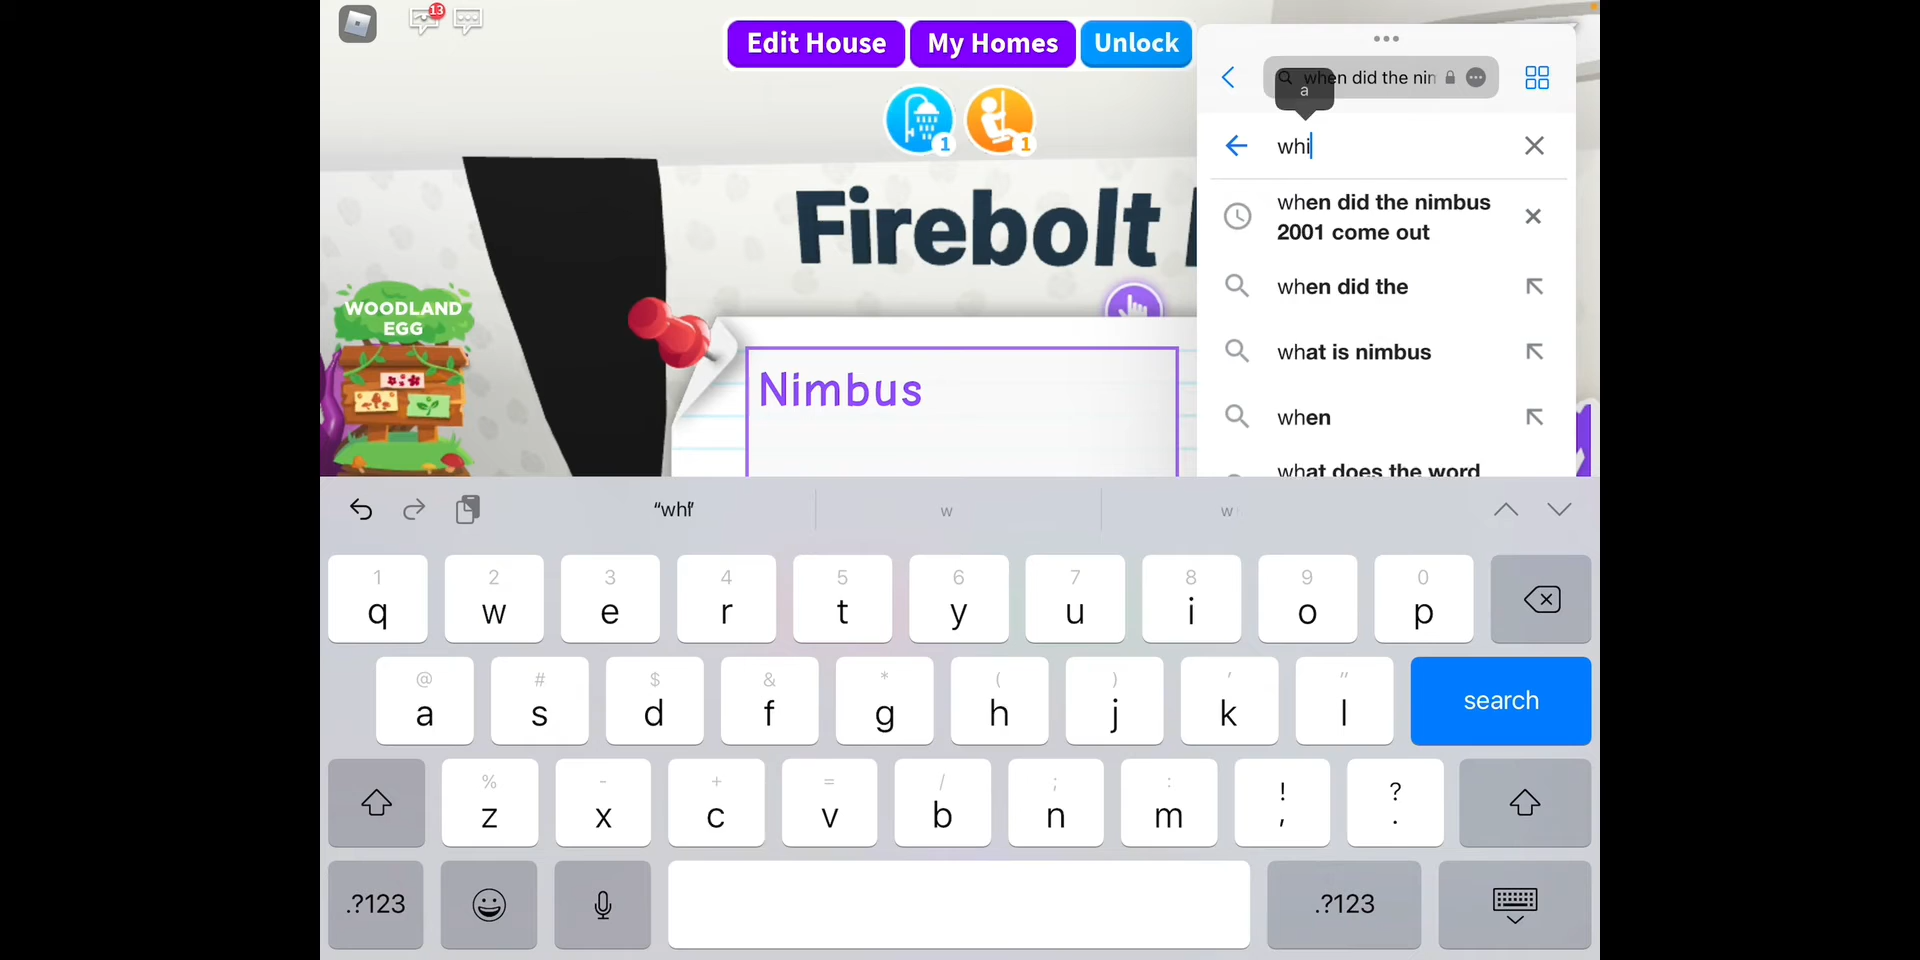 13
Edit House
My Homes
Unlock
1
1
Firebolt
WOODLAND
EGG
Nimbus
when did the nim
a
whi
when did the nimbus
2001 come out
when did the
what is nimbus
when
what does the word
"whi"
w
w
1 2 3 4 5 6 7 8 9 0
q w e r t y u i o p
@ # $ & * ( ) ' "
a s d f g h j k l
search
% - + = / ; : ! ?
z x c v b n m , .
.?123
.?123